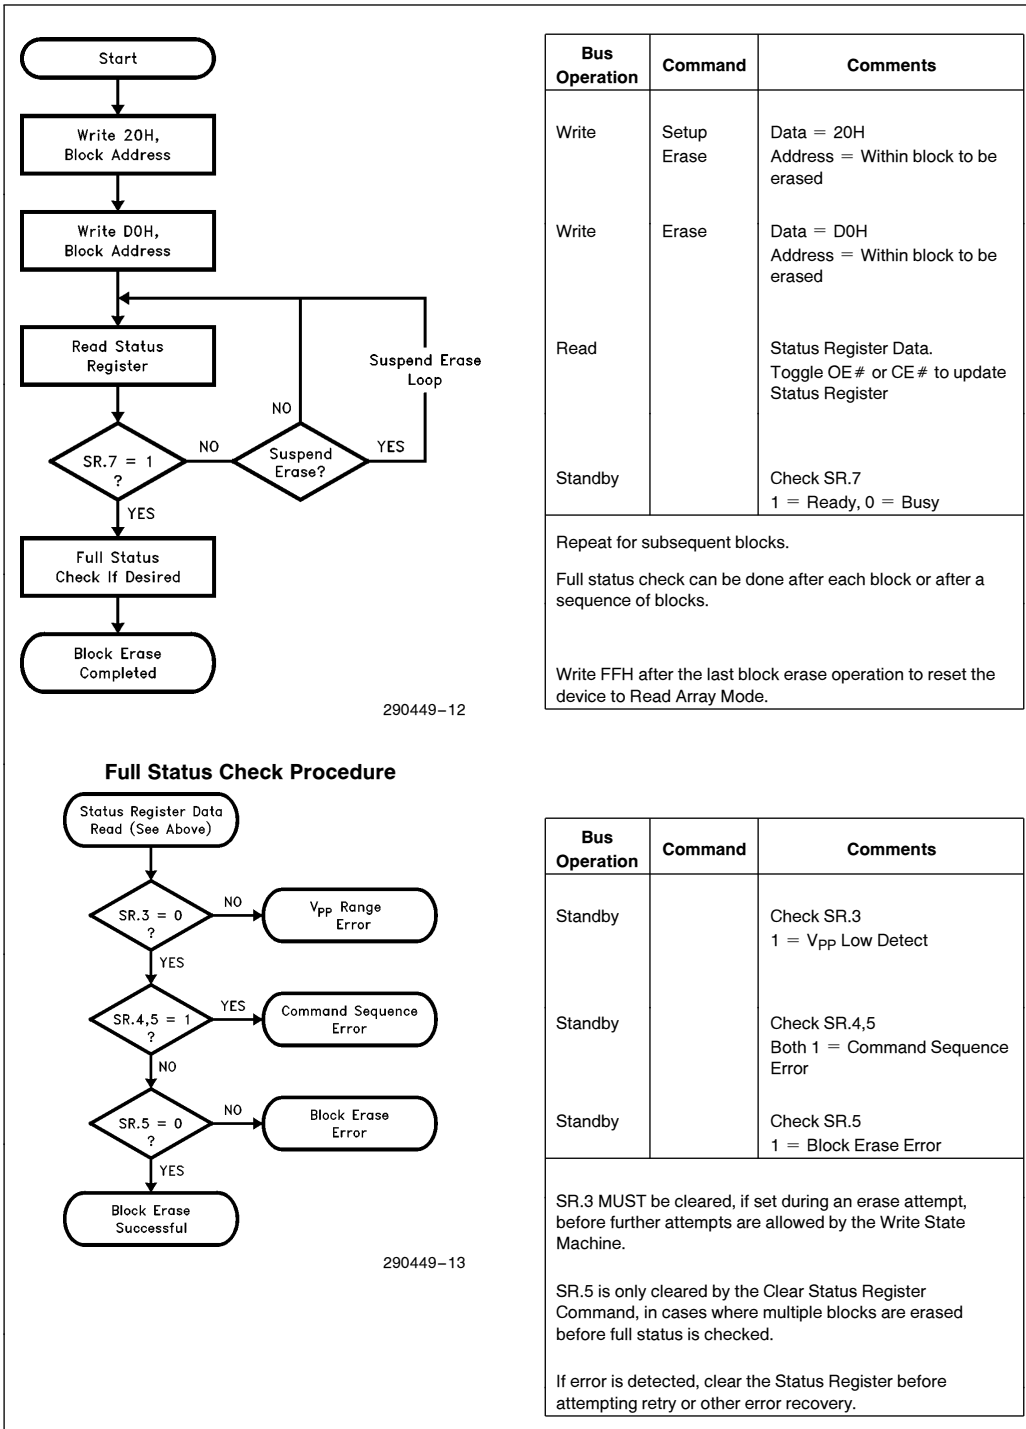 Start
Write 20H,
Block Address
Write D0H,
Block Address
Read Status
Register
Suspend Erase
Loop
NO
SR.7 = 1
?
NO
Suspend
Erase?
YES
YES
Full Status
Check If Desired
Block Erase
Completed
290449–12
Bus
Operation
Command
Comments
Write
Setup
Erase
Data = 20H
Address = Within block to be
erased
Write
Erase
Data = D0H
Address = Within block to be
erased
Read
Status Register Data.
Toggle OE# or CE# to update
Status Register
Standby
Check SR.7
1 = Ready, 0 = Busy
Repeat for subsequent blocks.
Full status check can be done after each block or after a
sequence of blocks.
Write FFH after the last block erase operation to reset the
device to Read Array Mode.
Full Status Check Procedure
Status Register Data
Read (See Above)
SR.3 = 0
?
NO
VPP Range
Error
YES
SR.4,5 = 1
?
YES
Command Sequence
Error
NO
SR.5 = 0
?
NO
Block Erase
Error
YES
Block Erase
Successful
290449–13
Bus
Operation
Command
Comments
Standby
Check SR.3
1 = VPP Low Detect
Standby
Check SR.4,5
Both 1 = Command Sequence
Error
Standby
Check SR.5
1 = Block Erase Error
SR.3 MUST be cleared, if set during an erase attempt,
before further attempts are allowed by the Write State
Machine.
SR.5 is only cleared by the Clear Status Register
Command, in cases where multiple blocks are erased
before full status is checked.
If error is detected, clear the Status Register before
attempting retry or other error recovery.